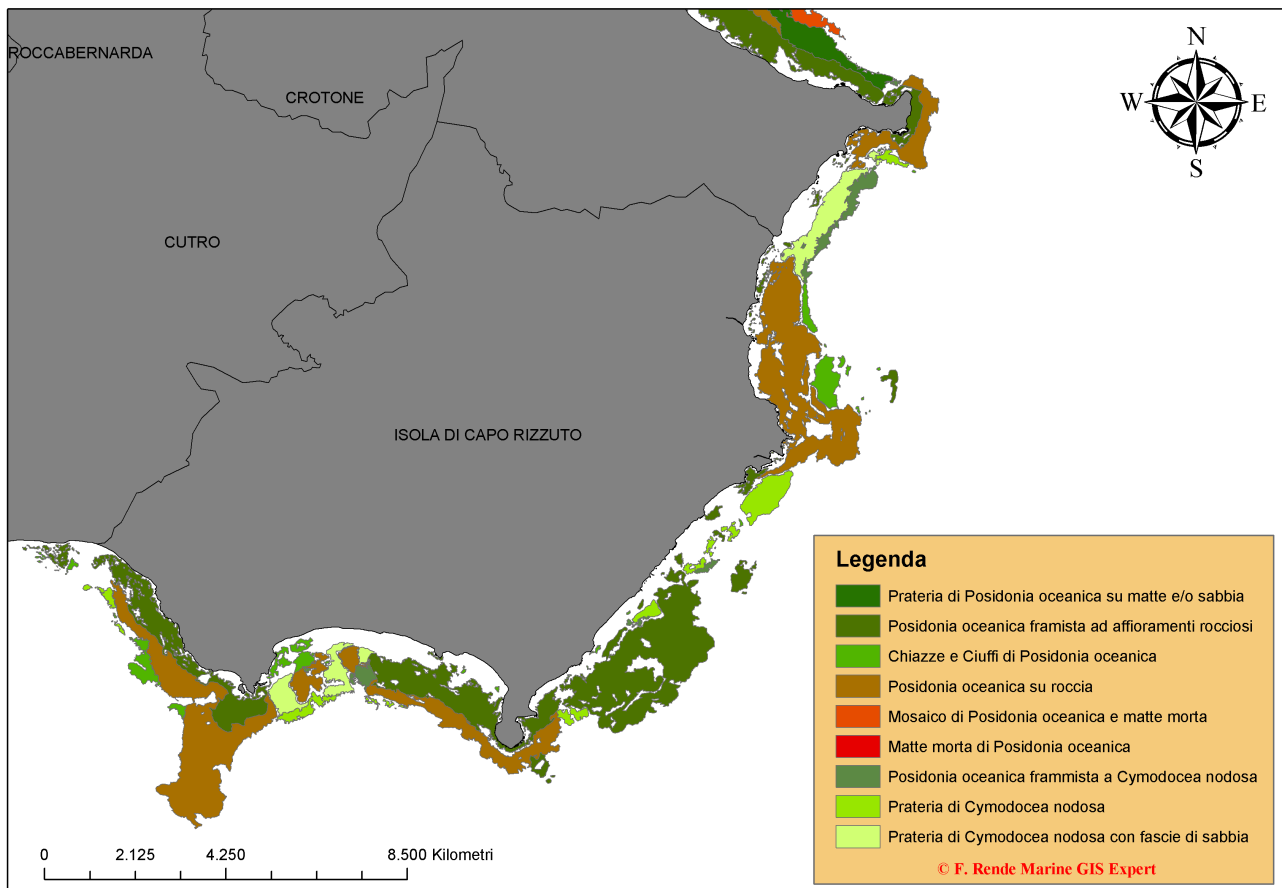 ROCCABERNARDA
CROTONE
CUTRO
ISOLA DI CAPO RIZZUTO
N
W
E
S
Legenda
Prateria di Posidonia oceanica su matte e/o sabbia
Posidonia oceanica framista ad affioramenti rocciosi
Chiazze e Ciuffi di Posidonia oceanica
Posidonia oceanica su roccia
Mosaico di Posidonia oceanica e matte morta
Matte morta di Posidonia oceanica
Posidonia oceanica frammista a Cymodocea nodosa
Prateria di Cymodocea nodosa
Prateria di Cymodocea nodosa con fascie di sabbia
© F. Rende Marine GIS Expert
0 2.125 4.250 8.500 Kilometri